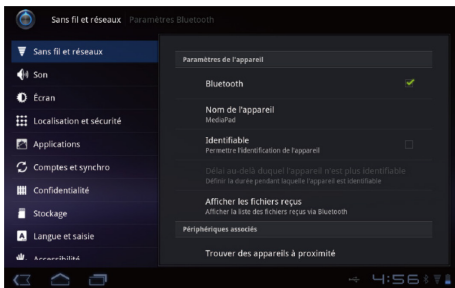 Sans fil et réseaux Paramètres Bluetooth
Sans fil et réseaux
Son
Écran
Localisation et sécurité
Applications
Comptes et synchro
Confidentialité
Stockage
Langue et saisie
Accessibilité
Paramètres de l'appareil
Bluetooth
Nom de l'appareil
MediaPad
Identifiable
Permettre l'identification de l'appareil
Délai au-delà duquel l'appareil n'est plus identifiable
Définir la durée pendant laquelle l'appareil est identifiable
Afficher les fichiers reçus
Afficher la liste des fichiers reçus via Bluetooth
Périphériques associés
Trouver des appareils à proximité
4:56